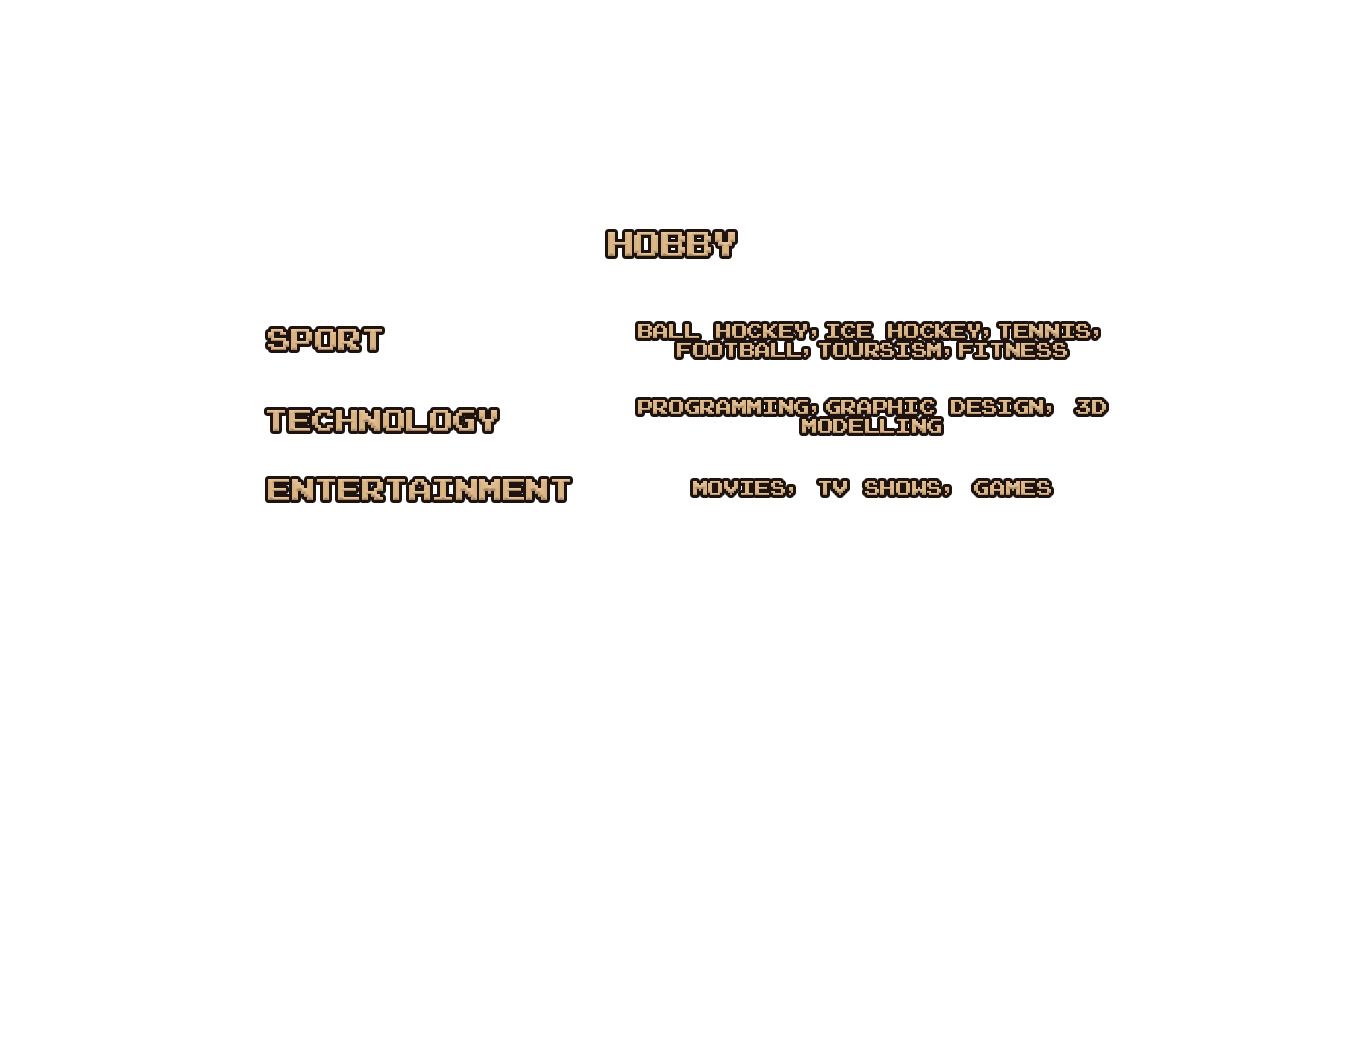 HOBBY
SPORT
BALL HOCKEY, ICE HOCKEY, TENNIS,
FOOTBALL, TOURSISM, FITNESS
TECHNOLOGY
PROGRAMMING, GRAPHIC DESIGN, 3D
MODELLING
ENTERTAINMENT
MOVIES, TV SHOWS, GAMES